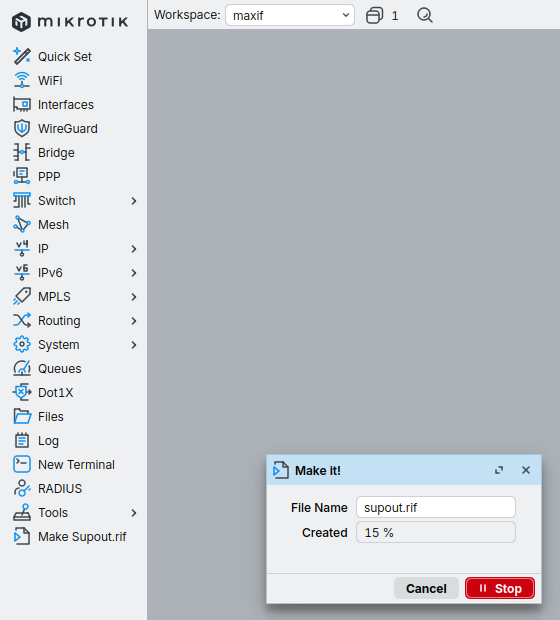 mikrotik
Workspace: maxif 1
Quick Set
WiFi
Interfaces
WireGuard
Bridge
PPP
Switch
Mesh
v4 IP
v6 IPv6
MPLS
Routing
System
Queues
Dot1X
Files
Log
New Terminal
RADIUS
Tools
Make Supout.rif
Make it!
File Name supout.rif
Created 15 %
Cancel Stop